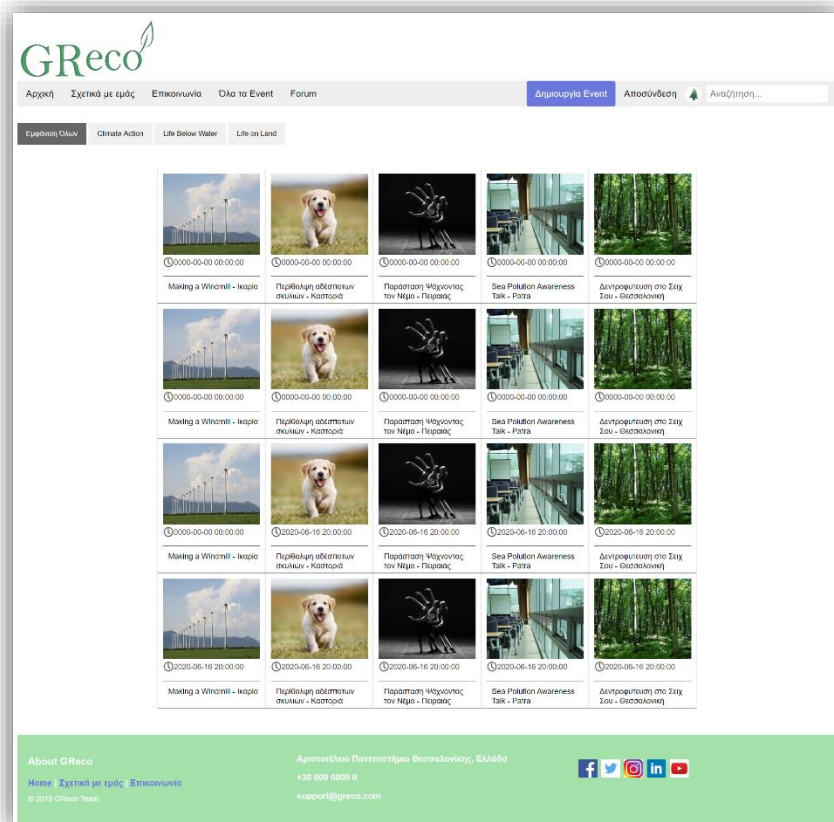 GReco
Αρχική Σχετικά με εμάς Επικοινωνία Όλα τα Event Forum Δημιουργία Event Αποσύνδεση Αναζήτηση...
Εμφάνιση Όλων Climate Action Life Below Water Life on Land
0000-00-00 00:00:00 0000-00-00 00:00:00 0000-00-00 00:00:00 0000-00-00 00:00:00 0000-00-00 00:00:00
Making a Windmill - Ικαρία Περίθαλψη αδέσποτων Παράσταση Ψάχνοντας Sea Polution Awareness Δεντροφυτευση στο Σειχ
σκυλιών - Καστοριά τον Νέμο - Πειραιάς Talk - Patra Σου - Θεσσαλονική
0000-00-00 00:00:00 0000-00-00 00:00:00 0000-00-00 00:00:00 0000-00-00 00:00:00 0000-00-00 00:00:00
Making a Windmill - Ικαρία Περίθαλψη αδέσποτων Παράσταση Ψάχνοντας Sea Polution Awareness Δεντροφυτευση στο Σειχ
σκυλιών - Καστοριά τον Νέμο - Πειραιάς Talk - Patra Σου - Θεσσαλονική
0000-00-00 00:00:00 2020-06-16 20:00:00 2020-06-16 20:00:00 2020-06-16 20:00:00 2020-06-16 20:00:00
Making a Windmill - Ικαρία Περίθαλψη αδέσποτων Παράσταση Ψάχνοντας Sea Polution Awareness Δεντροφυτευση στο Σειχ
σκυλιών - Καστοριά τον Νέμο - Πειραιάς Talk - Patra Σου - Θεσσαλονική
2020-06-16 20:00:00 2020-06-16 20:00:00 2020-06-16 20:00:00 2020-06-16 20:00:00 2020-06-16 20:00:00
Making a Windmill - Ικαρία Περίθαλψη αδέσποτων Παράσταση Ψάχνοντας Sea Polution Awareness Δεντροφυτευση στο Σειχ
σκυλιών - Καστοριά τον Νέμο - Πειραιάς Talk - Patra Σου - Θεσσαλονική
About GReco
Home | Σχετικά με εμάς | Επικοινωνία
© 2019 GReco Team.
Αριστοτέλειο Πανεπιστήμιο Θεσσαλονίκης, Ελλάδα
+30 000 0000 0
support@greco.com